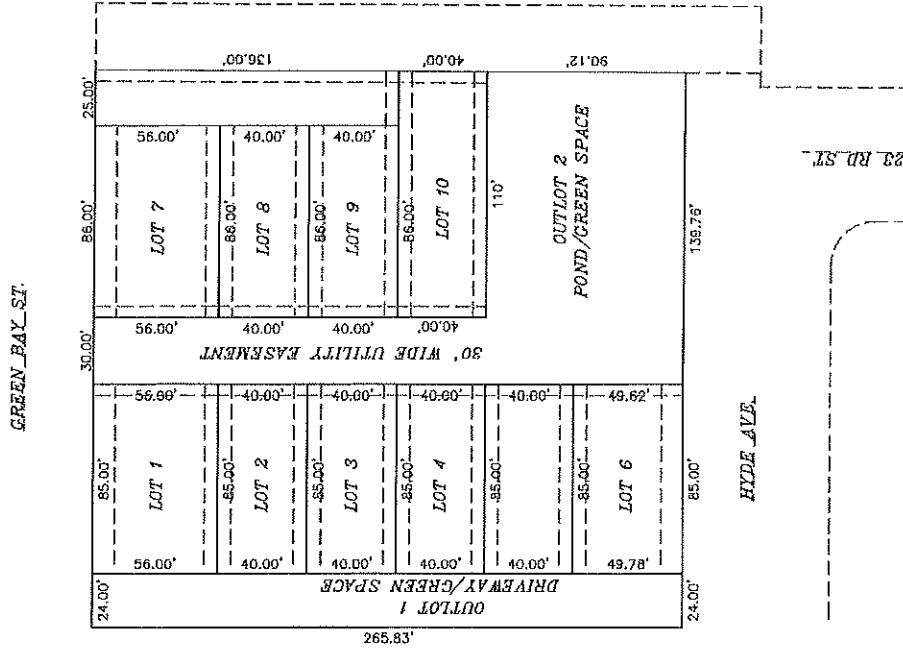 GREEN BAY ST.
24.00'
85.00'
30.00'
86.00'
25.00'
136.00'
40.00'
90.12'
56.00'
40.00'
40.00'
LOT 7
86.00'
LOT 8
86.00'
LOT 9
86.00'
LOT 10
110'
OUTLOT 2
POND/GREEN SPACE
139.76'
56.00'
40.00'
40.00'
40.00'
30' WIDE UTILITY EASEMENT
56.00'
40.00'
40.00'
40.00'
40.00'
49.62'
LOT 1
85.00'
LOT 2
85.00'
LOT 3
85.00'
LOT 4
85.00'
85.00'
LOT 6
85.00'
56.00'
40.00'
40.00'
40.00'
40.00'
49.78'
OUTLOT 1
DRIVEWAY/GREEN SPACE
24.00'
265.83'
HYDE AVE.
23 RD ST